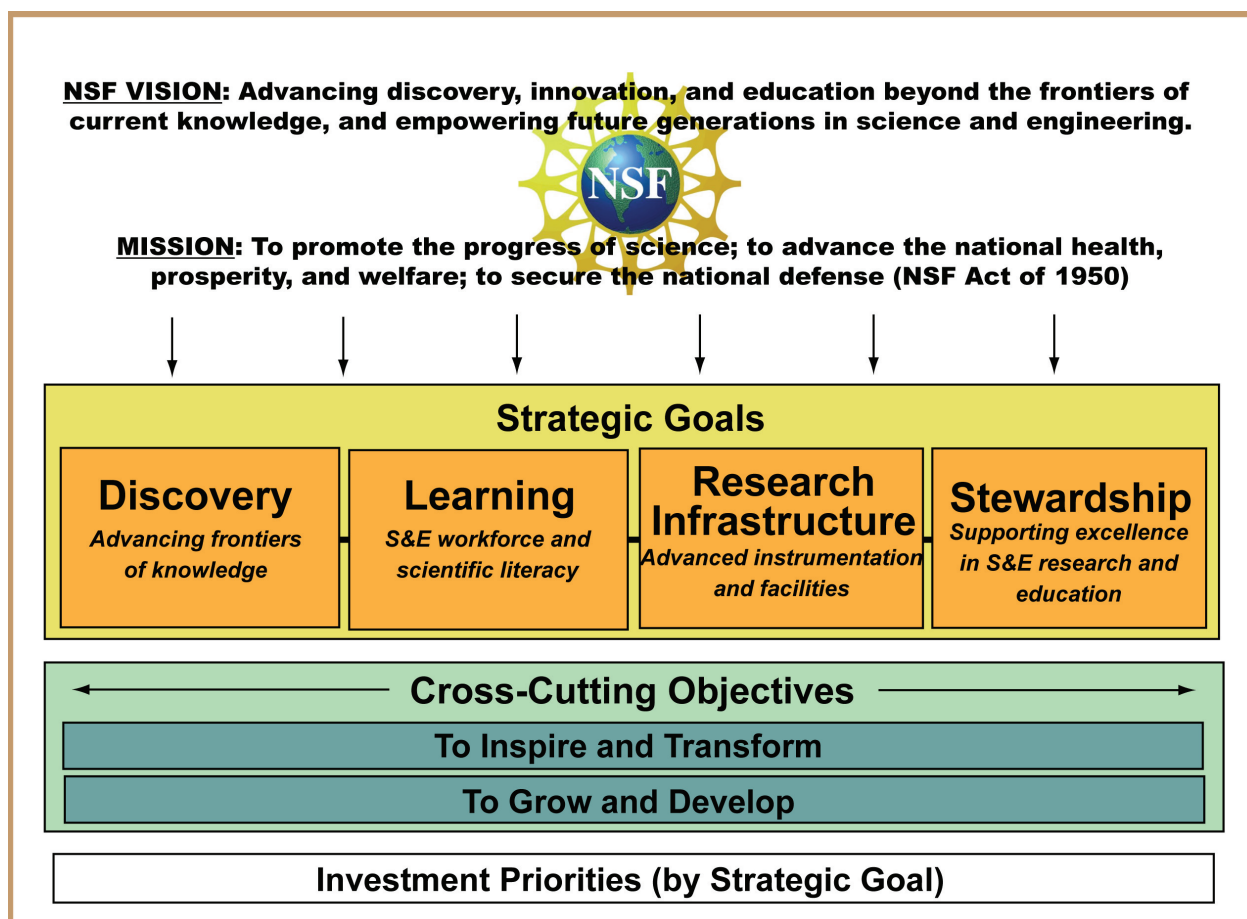 NSF VISION: Advancing discovery, innovation, and education beyond the frontiers of
current knowledge, and empowering future generations in science and engineering.
NSF
MISSION: To promote the progress of science; to advance the national health,
prosperity, and welfare; to secure the national defense (NSF Act of 1950)
Strategic Goals
Discovery
Advancing frontiers
of knowledge
Learning
S&E workforce and
scientific literacy
Research
Infrastructure
Advanced instrumentation
and facilities
Stewardship
Supporting excellence
in S&E research and
education
Cross-Cutting Objectives
To Inspire and Transform
To Grow and Develop
Investment Priorities (by Strategic Goal)